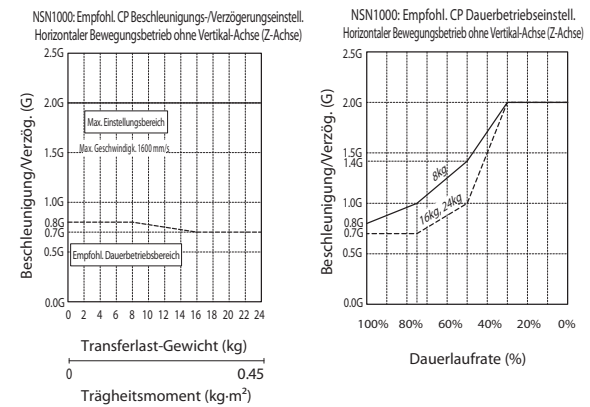 NSN1000: Empfohl. CP Beschleunigungs-/Verzögerungseinstell.
Horizontaler Bewegungsbetrieb ohne Vertikal-Achse (Z-Achse)
Beschleunigung/Verzög. (G)
2.5G
2.0G
Max. Einstellungsbereich
Max. Geschwindigk. 1600 mm/s
1.5G
1.0G
0.8G
0.7G
Empfohl. Dauerbetriebsbereich
0.5G
0.0G
0 2 4 6 8 10 12 14 16 18 20 22 24
Transferlast-Gewicht (kg)
0 0.45
Trägheitsmoment (kg·m²)
NSN1000: Empfohl. CP Dauerbetriebseinstell.
Horizontaler Bewegungsbetrieb ohne Vertikal-Achse (Z-Achse)
Beschleunigung/Verzög. (G)
2.5G
2.0G
1.5G
1.4G
8kg
1.0G
16kg, 24kg
0.8G
0.7G
0.5G
0.0G
100% 80% 60% 40% 20% 0%
Dauerlaufrate (%)